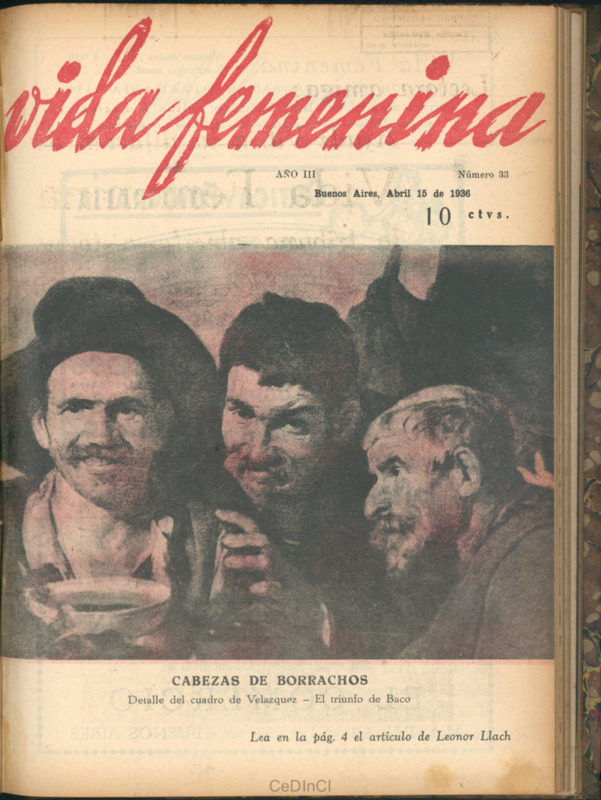 vida femenina
AÑO III
Número 33
Buenos Aires, Abril 15 de 1936
10 ctvs.
CABEZAS DE BORRACHOS
Detalle del cuadro de Velazquez – El triunfo de Baco
Lea en la pág. 4 el artículo de Leonor Llach
CeDInCI